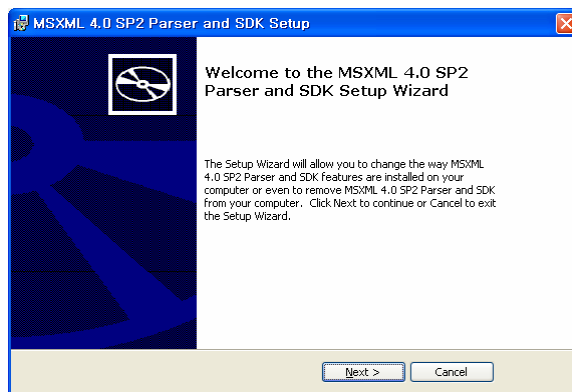 MSXML 4.0 SP2 Parser and SDK Setup
Welcome to the MSXML 4.0 SP2
Parser and SDK Setup Wizard
The Setup Wizard will allow you to change the way MSXML
4.0 SP2 Parser and SDK features are installed on your
computer or even to remove MSXML 4.0 SP2 Parser and SDK
from your computer.  Click Next to continue or Cancel to exit
the Setup Wizard.
Next >
Cancel